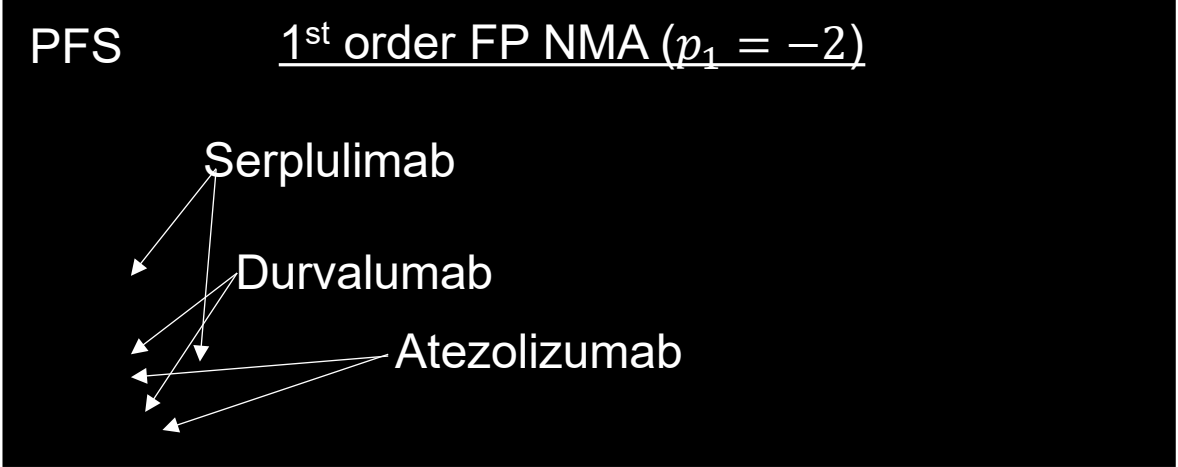 PFS 1st order FP NMA (p₁ = −2)
Serplulimab
Durvalumab
Atezolizumab